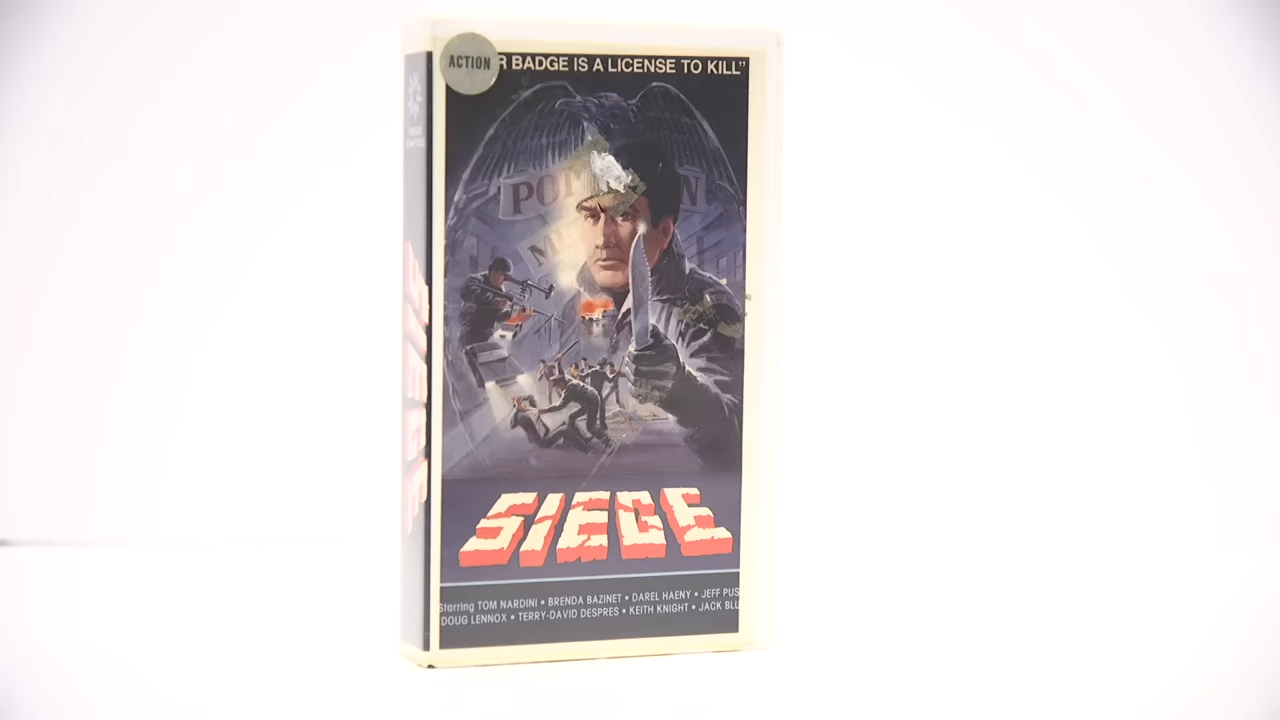 ACTION
R BADGE IS A LICENSE TO KILL”
SIEGE
Starring TOM NARDINI • BRENDA BAZINET • DAREL HAENY • JEFF PUS
DOUG LENNOX • TERRY-DAVID DESPRES • KEITH KNIGHT • JACK BLU